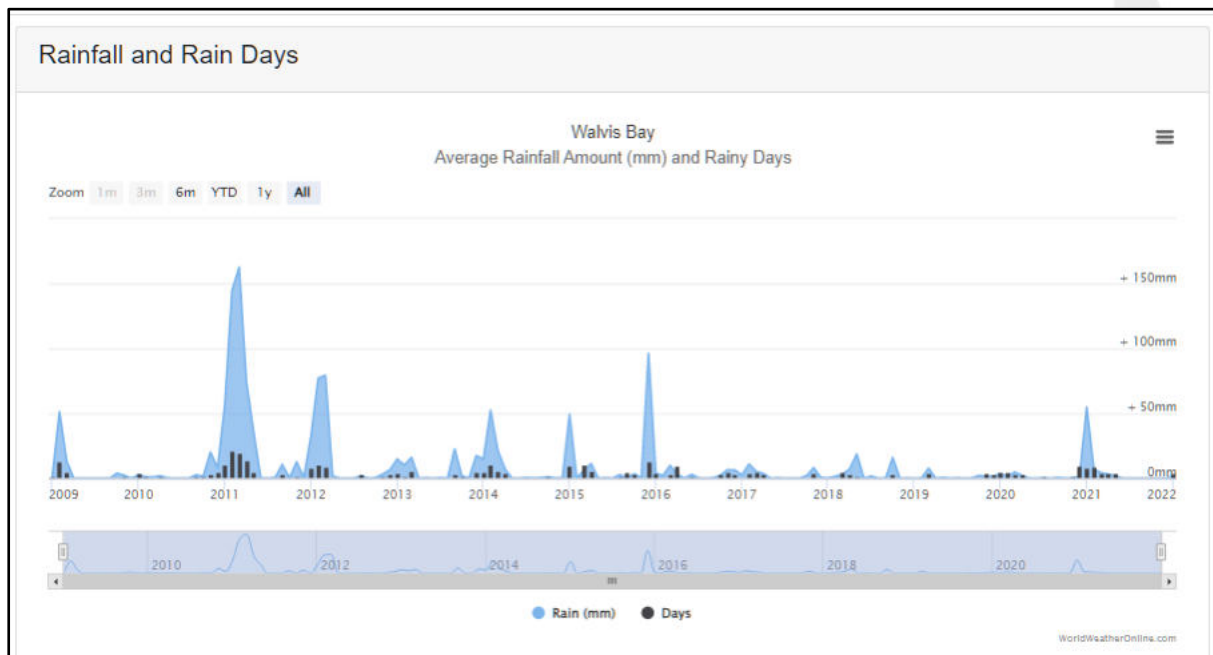 Rainfall and Rain Days
Walvis Bay
Average Rainfall Amount (mm) and Rainy Days
Zoom 1m 3m 6m YTD 1y All
+ 150mm
+ 100mm
+ 50mm
0mm
2009 2010 2011 2012 2013 2014 2015 2016 2017 2018 2019 2020 2021 2022
2010 2012 2014 2016 2018 2020
Rain (mm) Days
WorldWeatherOnline.com